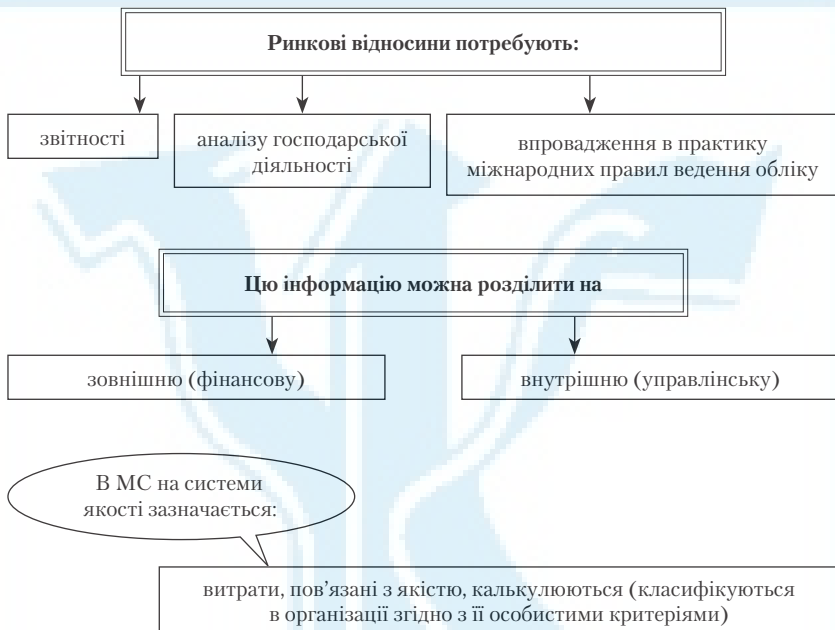 Ринкові відносини потребують:
звітності
аналізу господарської
діяльності
впровадження в практику
міжнародних правил ведення обліку
Цю інформацію можна розділити на
зовнішню (фінансову)
внутрішню (управлінську)
В МС на системи
якості зазначається:
витрати, пов’язані з якістю, калькулюються (класифікуються
в організації згідно з її особистими критеріями)